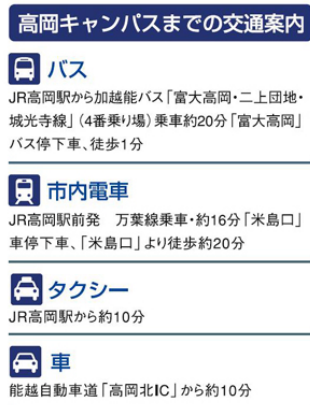 高岡キャンパスまでの交通案内
バス
JR高岡駅から加越能バス「富大高岡・二上団地・
城光寺線」(4番乗り場)乗車約20分「富大高岡」
バス停下車、徒歩1分
市内電車
JR高岡駅前発　万葉線乗車・約16分「米島口」
車停下車、「米島口」より徒歩約20分
タクシー
JR高岡駅から約10分
車
能越自動車道「高岡北IC」から約10分